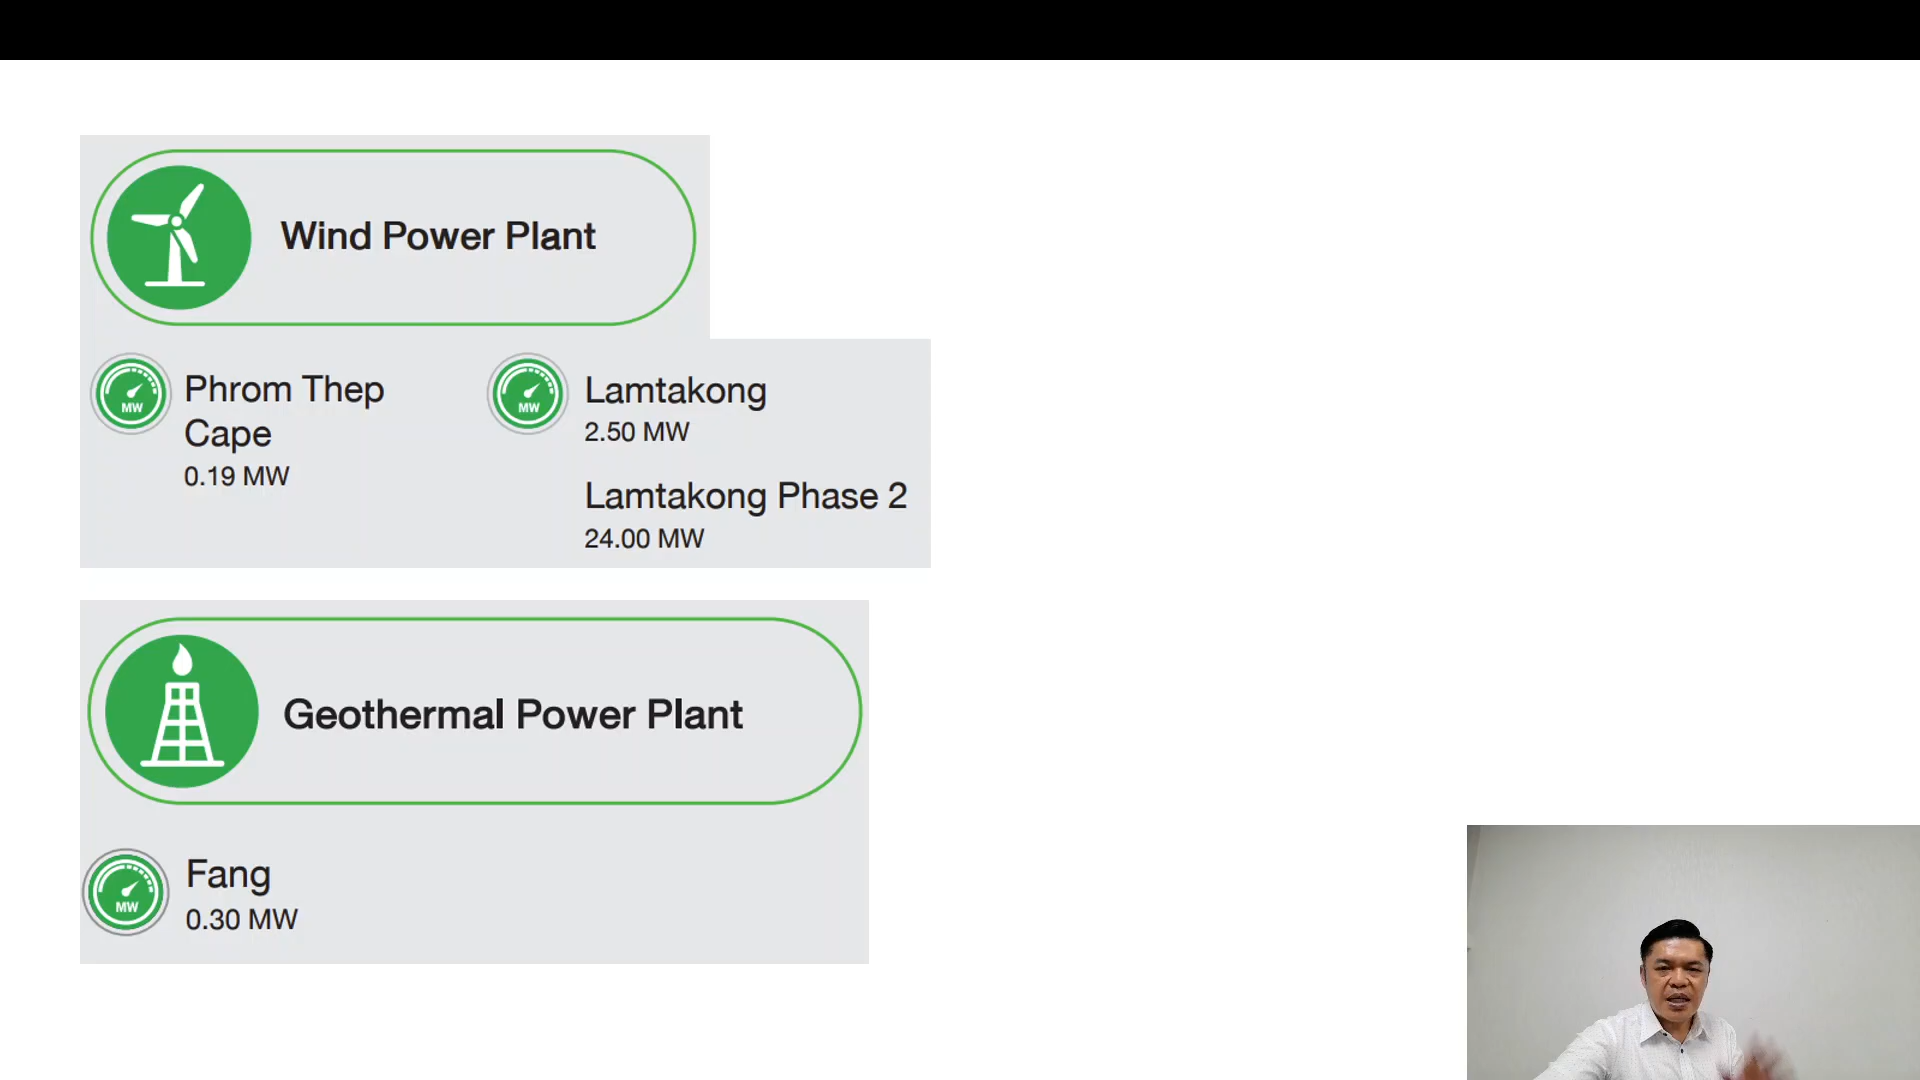 Wind Power Plant
MW
Phrom Thep
Cape
0.19 MW
MW
Lamtakong
2.50 MW
Lamtakong Phase 2
24.00 MW
Geothermal Power Plant
MW
Fang
0.30 MW